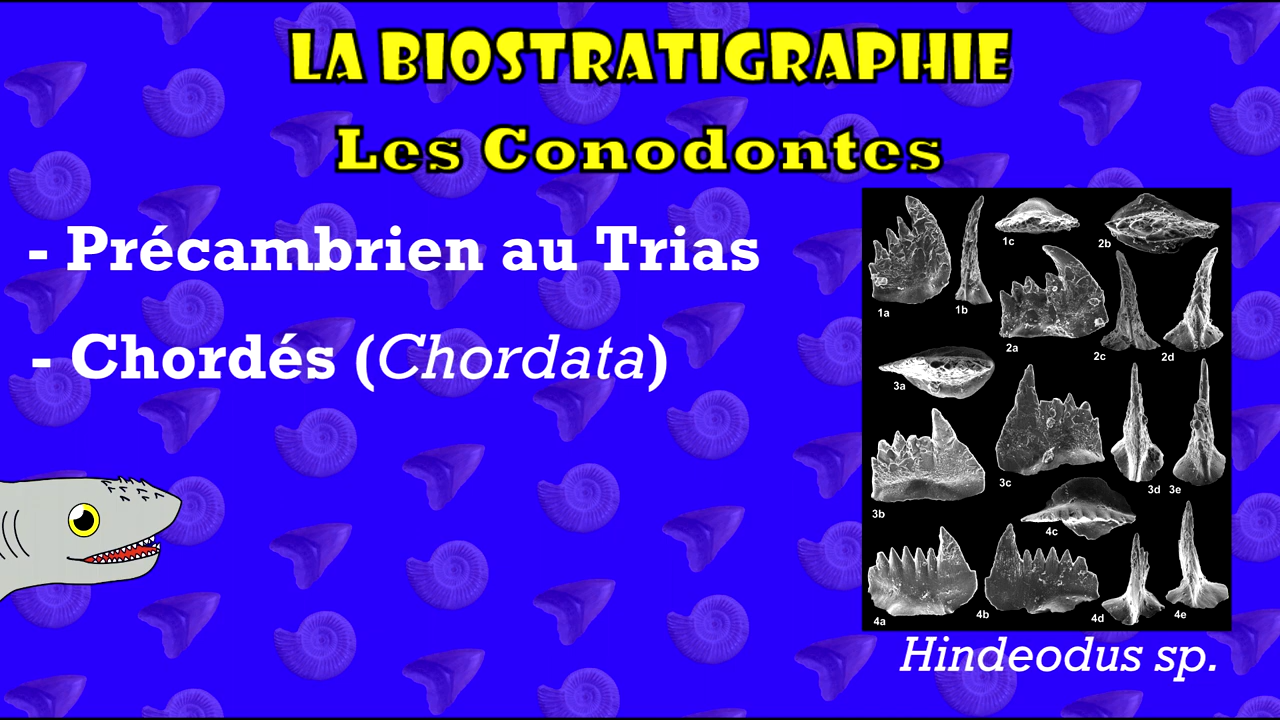 LA BIOSTRATIGRAPHIE
Les Conodontes
- Précambrien au Trias
- Chordés (Chordata)
1a
1b
1c
2b
2a
2c
2d
3a
3b
3c
3d
3e
4c
4a
4b
4d
4e
Hindeodus sp.